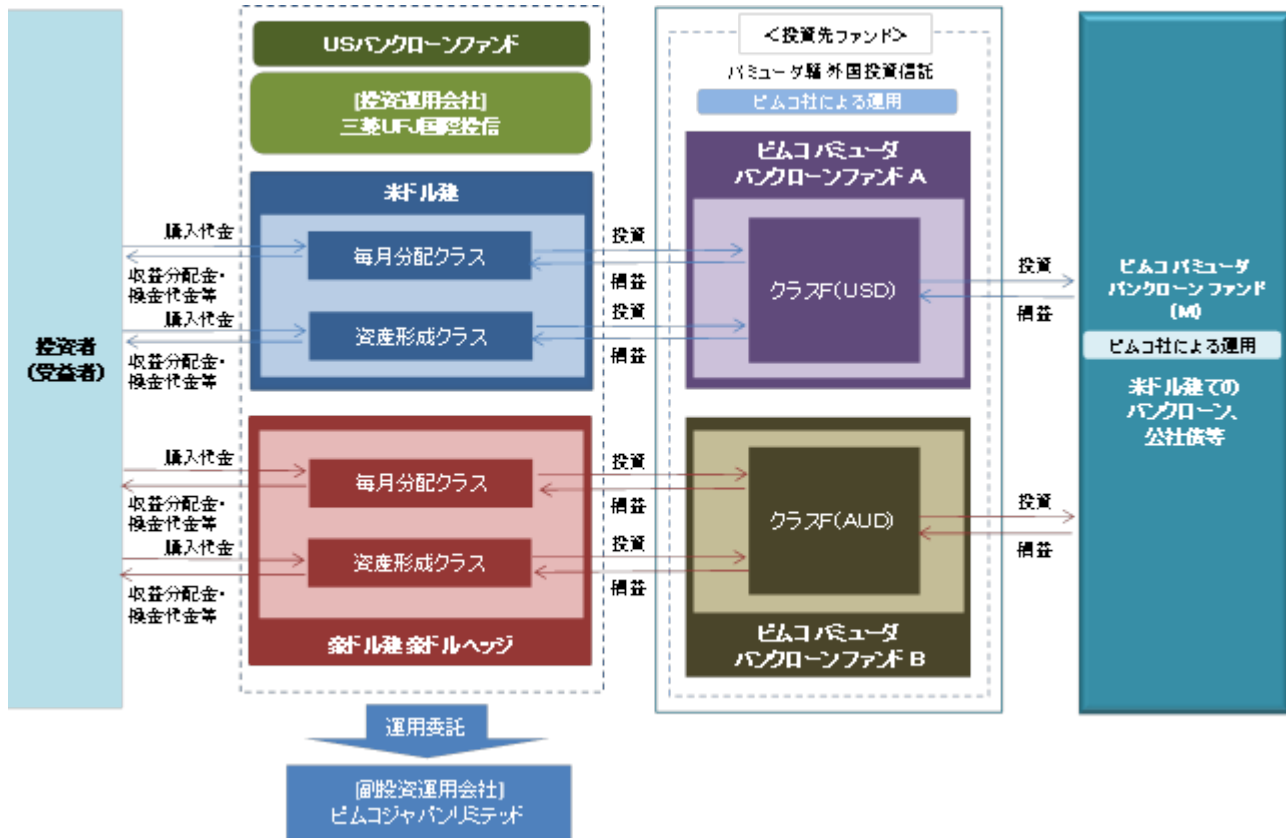 投資者
(受益者)
購入代金
収益分配金・
換金代金等
購入代金
収益分配金・
換金代金等
購入代金
収益分配金・
換金代金等
購入代金
収益分配金・
換金代金等
USバンクローンファンド
[投資運用会社]
三菱UFJ国際投信
米ドル建
毎月分配クラス
資産形成クラス
毎月分配クラス
資産形成クラス
豪ドル建 豪ドルヘッジ
運用委託
[副投資運用会社]
ピムコジャパンリミテッド
投資
損益
投資
損益
投資
損益
投資
損益
＜投資先ファンド＞
バミューダ籍 外国投資信託
ピムコ社による運用
ピムコ バミューダ
バンクローンファンド A
クラスF(USD)
クラスF(AUD)
ピムコ バミューダ
バンクローンファンド B
投資
損益
投資
損益
ピムコ バミューダ
バンクローン ファンド
(M)
ピムコ社による運用
米ドル建ての
バンクローン、
公社債等